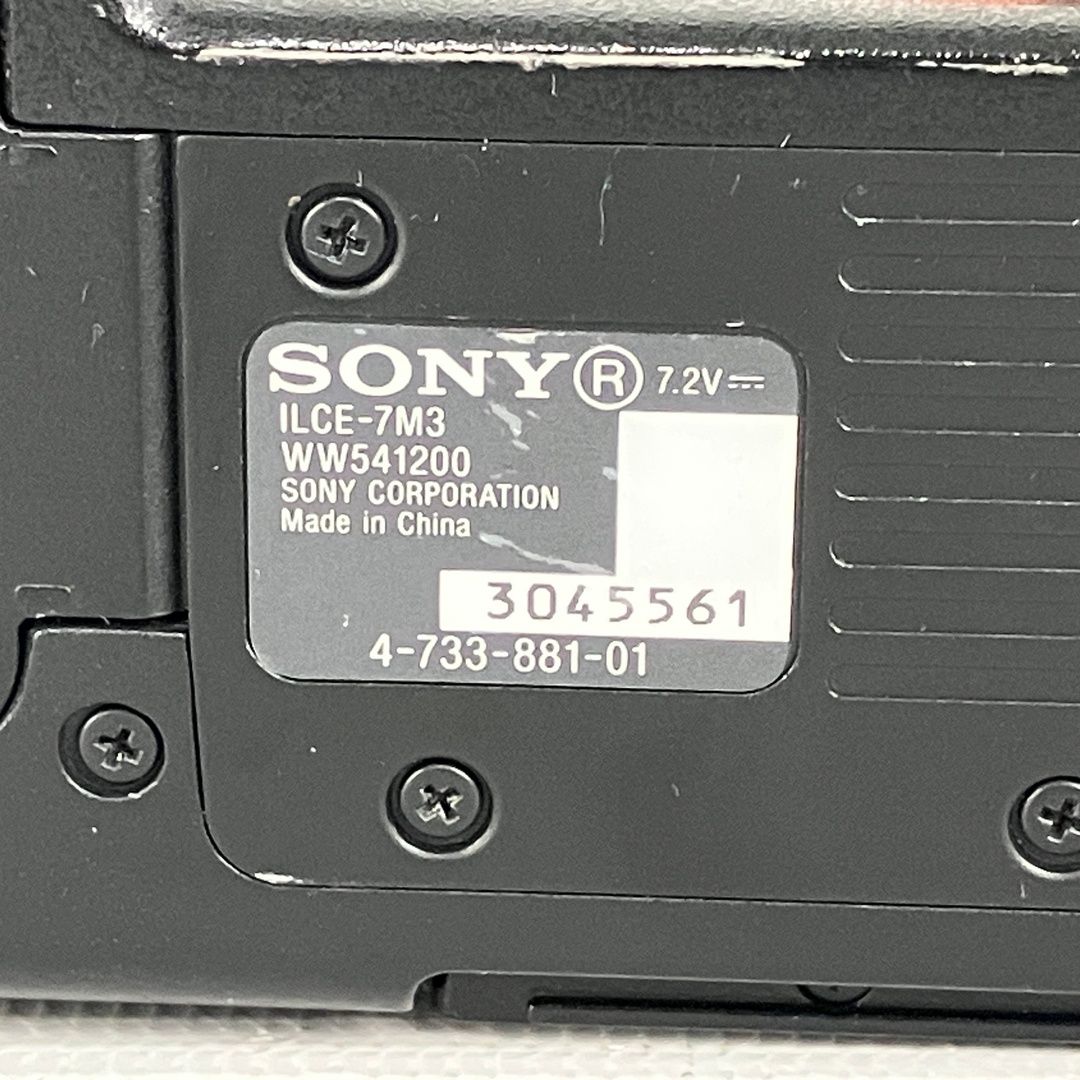 SONY® 7.2V⎓
ILCE-7M3
WW541200
SONY CORPORATION
Made in China
3045561
4-733-881-01